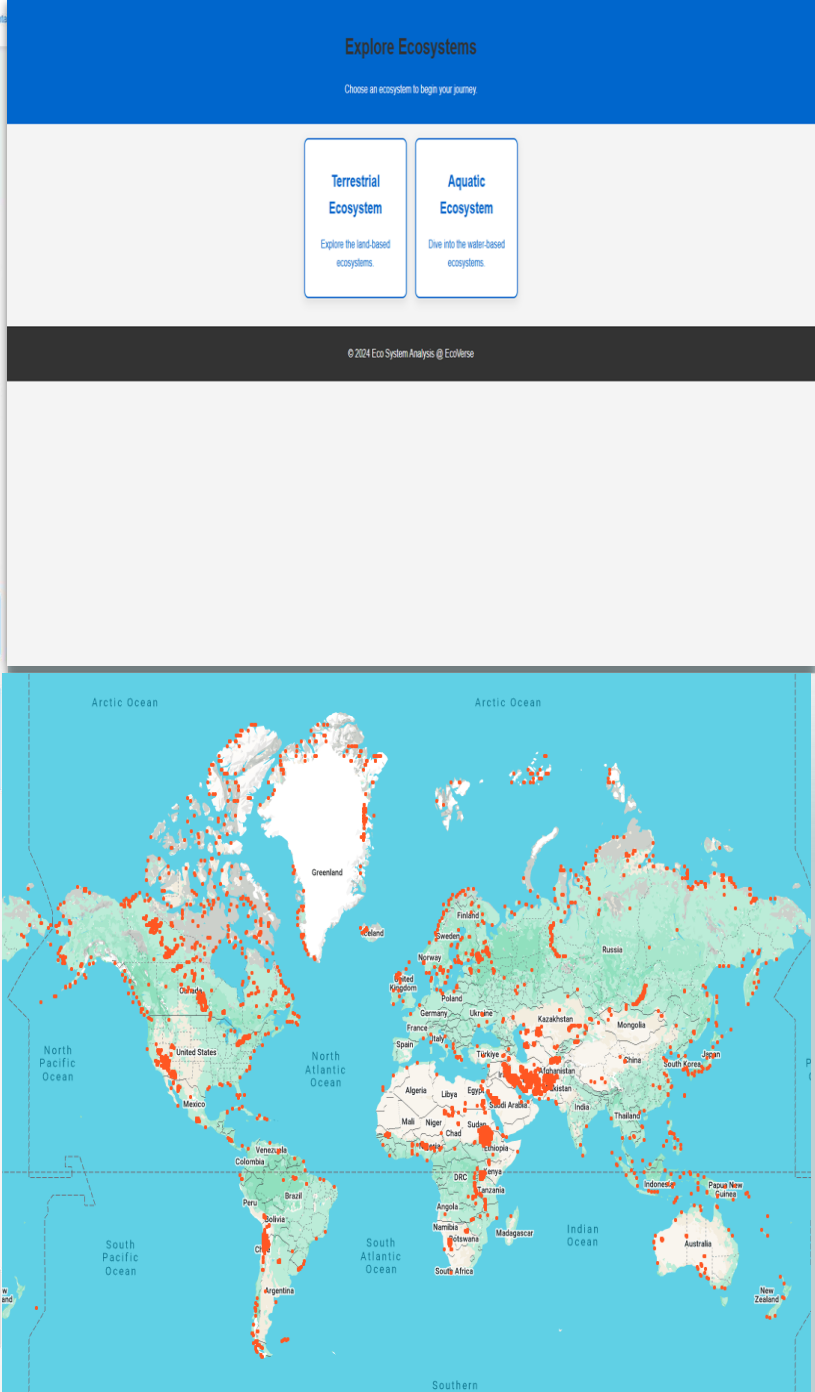 Explore Ecosystems
Choose an ecosystem to begin your journey.
Terrestrial
Ecosystem
Explore the land-based
ecosystems.
Aquatic
Ecosystem
Dive into the water-based
ecosystems.
© 2024 Eco System Analysis @ EcoVerse
Arctic Ocean
Arctic Ocean
Greenland
Iceland
Finland
Sweden
Norway
Russia
United
Kingdom
Canada
Poland
Germany
Ukraine
Kazakhstan
France
Mongolia
Italy
Spain
Türkiye
United States
China
South Korea
Japan
North
Pacific
Ocean
North
Atlantic
Ocean
Afghanistan
Algeria
Libya
Egypt
Saudi Arabia
India
Mexico
Mali
Niger
Chad
Sudan
Thailand
Ethiopia
Venezuela
Colombia
Kenya
DRC
Tanzania
Indonesia
Papua New
Guinea
Peru
Brazil
Angola
Bolivia
Namibia
Botswana
Madagascar
South
Pacific
Ocean
South
Atlantic
Ocean
Indian
Ocean
Australia
South Africa
Argentina
New
Zealand
Southern